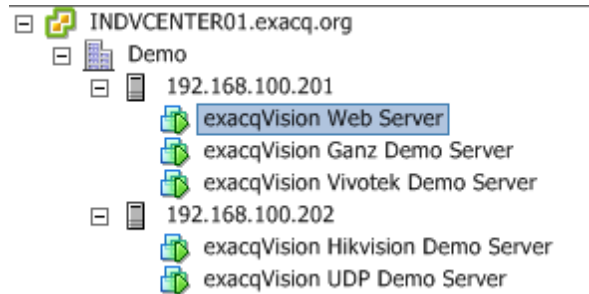 INDVCENTER01.exacq.org
Demo
192.168.100.201
exacqVision Web Server
exacqVision Ganz Demo Server
exacqVision Vivotek Demo Server
192.168.100.202
exacqVision Hikvision Demo Server
exacqVision UDP Demo Server